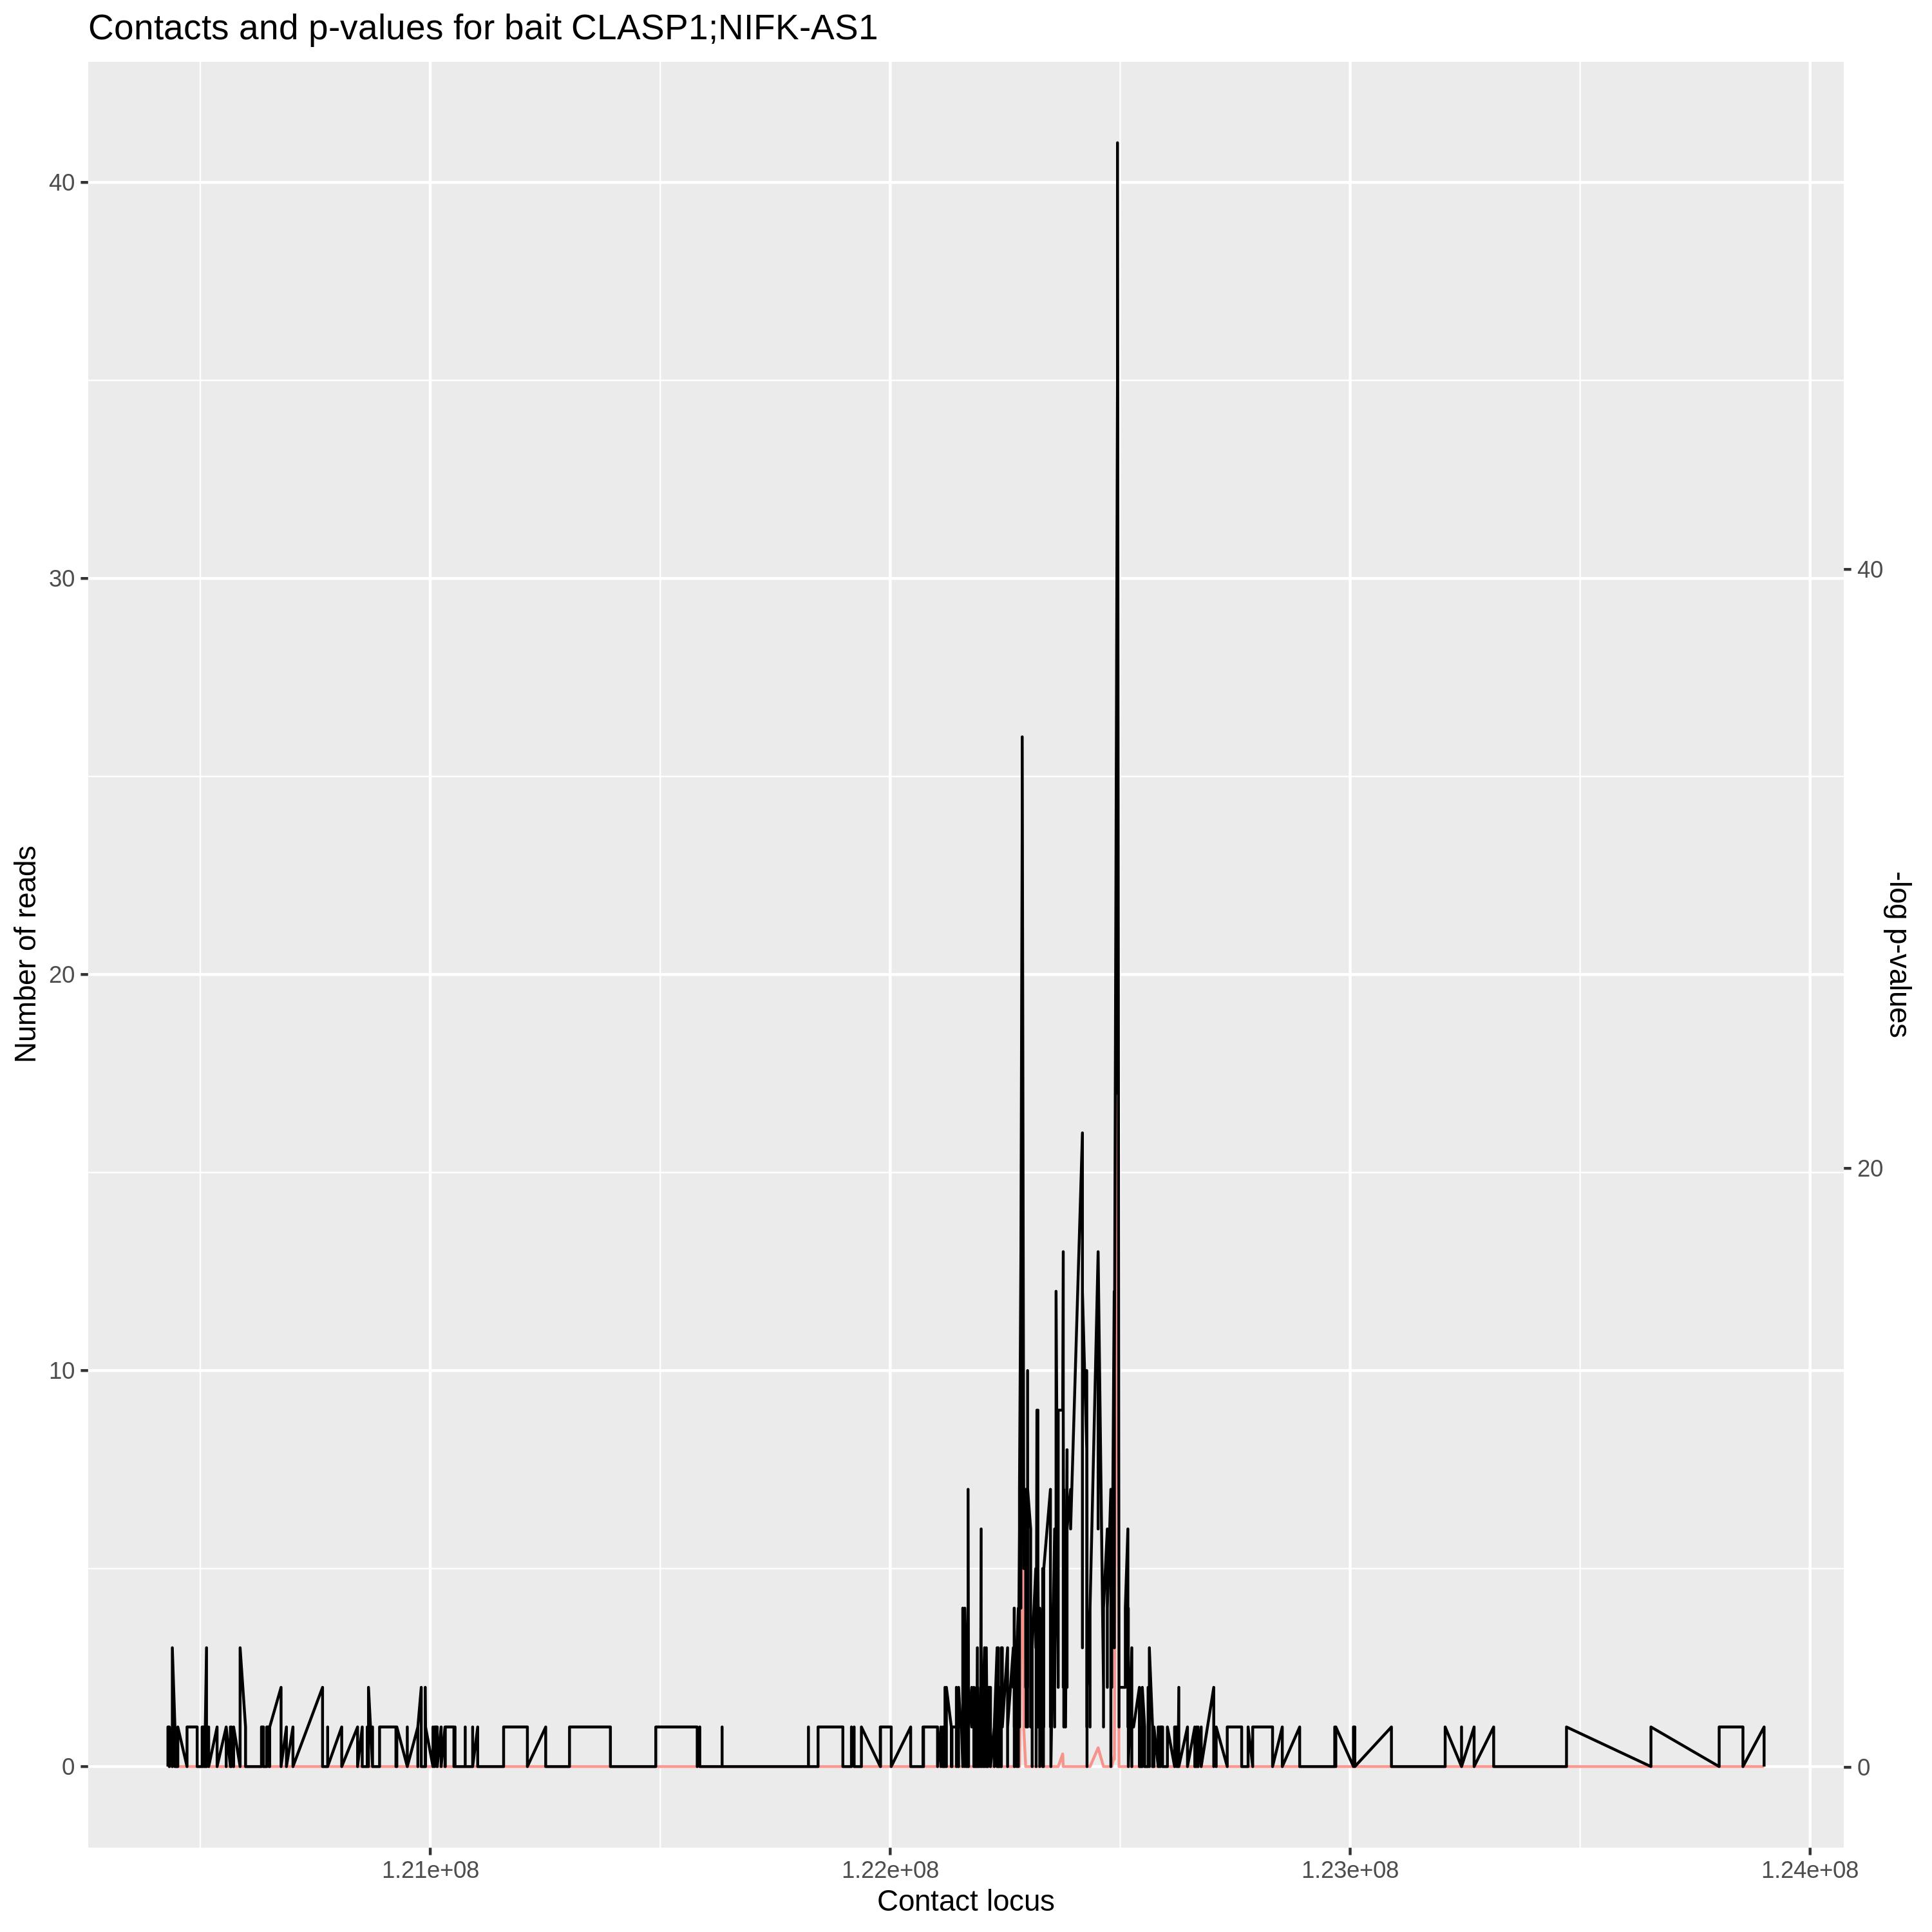 Contacts and p-values for bait CLASP1;NIFK-AS1
Number of reads
40
30
20
10
0
40
20
0
-log p-values
1.21e+08
1.22e+08
1.23e+08
1.24e+08
Contact locus